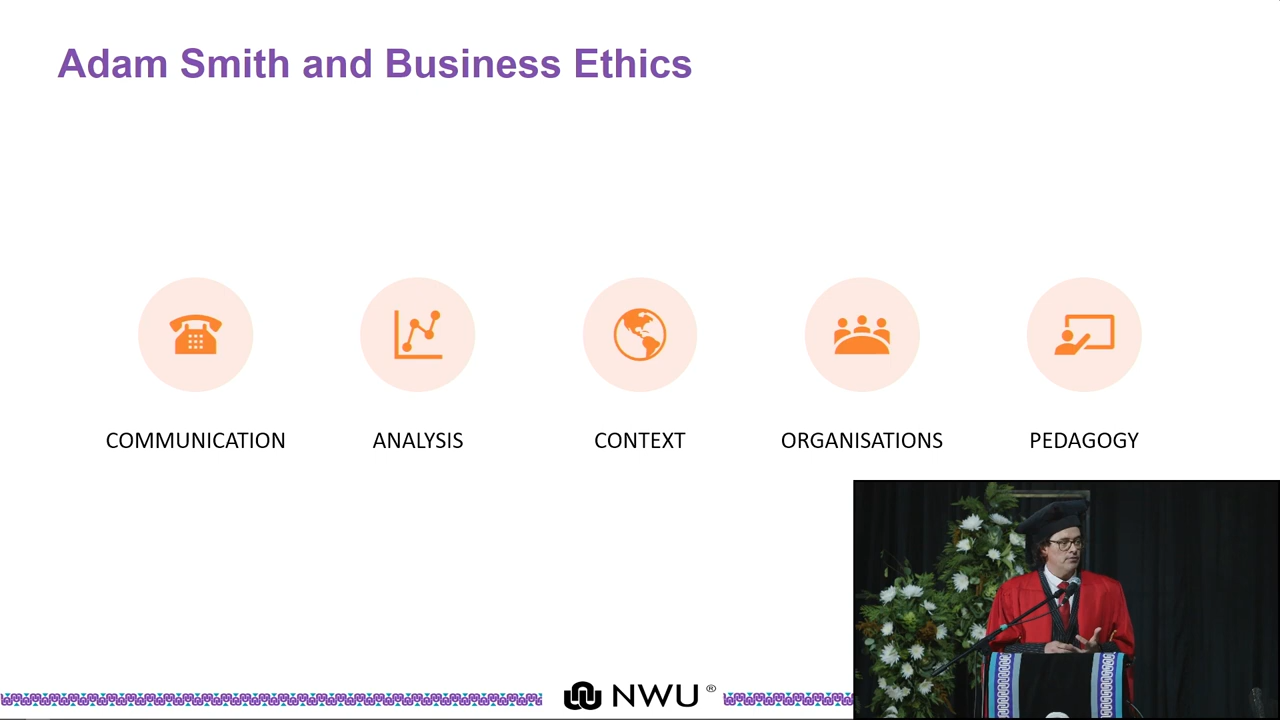 Adam Smith and Business Ethics
COMMUNICATION
ANALYSIS
CONTEXT
ORGANISATIONS
PEDAGOGY
NWU®